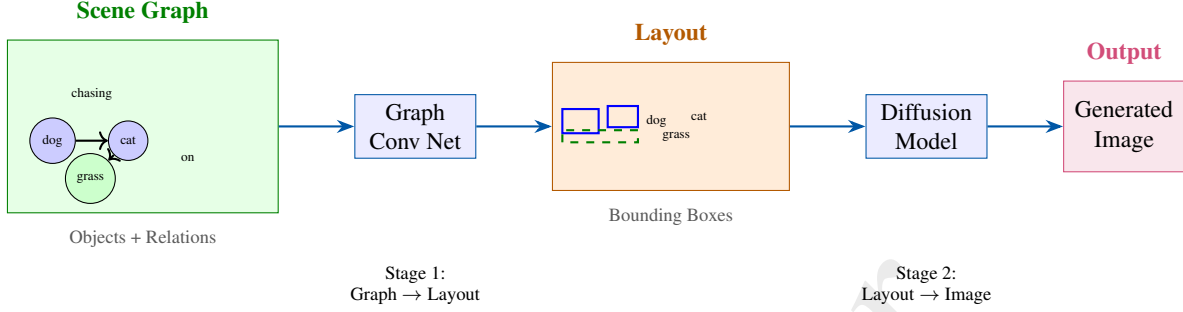 Scene Graph
chasing
dog
cat
on
grass
Objects + Relations
Graph
Conv Net
Layout
dog
cat
grass
Bounding Boxes
Diffusion
Model
Output
Generated
Image
Stage 1:
Graph → Layout
Stage 2:
Layout → Image